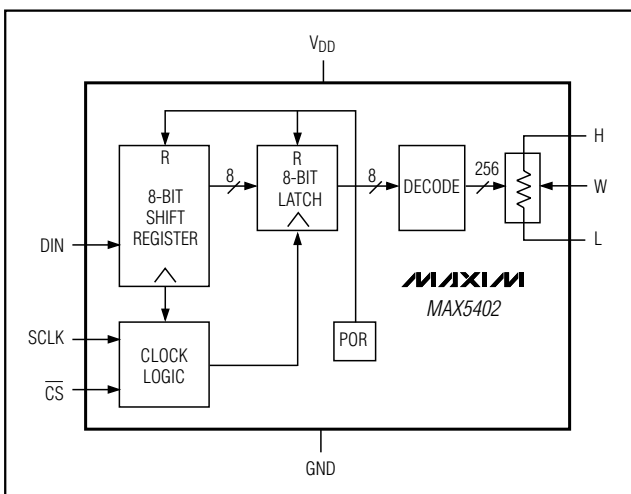 VDD
R
8-BIT
SHIFT
REGISTER
8
R
8-BIT
LATCH
8
DECODE
256
H
W
L
DIN
SCLK
CS
CLOCK
LOGIC
POR
MAXIM
MAX5402
GND